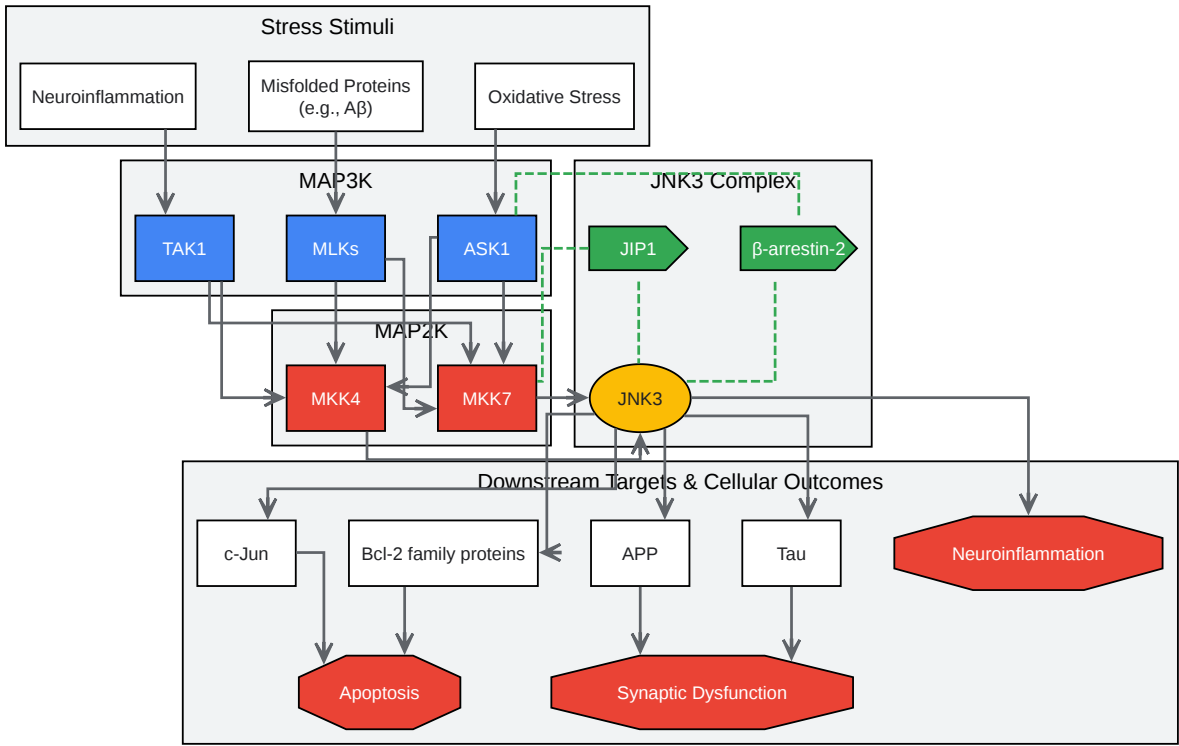 Stress Stimuli
Neuroinflammation
Misfolded Proteins
(e.g., Aβ)
Oxidative Stress
MAP3K
JNK3 Complex
TAK1
MLKs
ASK1
JIP1
β-arrestin-2
MAP2K
MKK4
MKK7
JNK3
Downstream Targets & Cellular Outcomes
c-Jun
Bcl-2 family proteins
APP
Tau
Neuroinflammation
Apoptosis
Synaptic Dysfunction